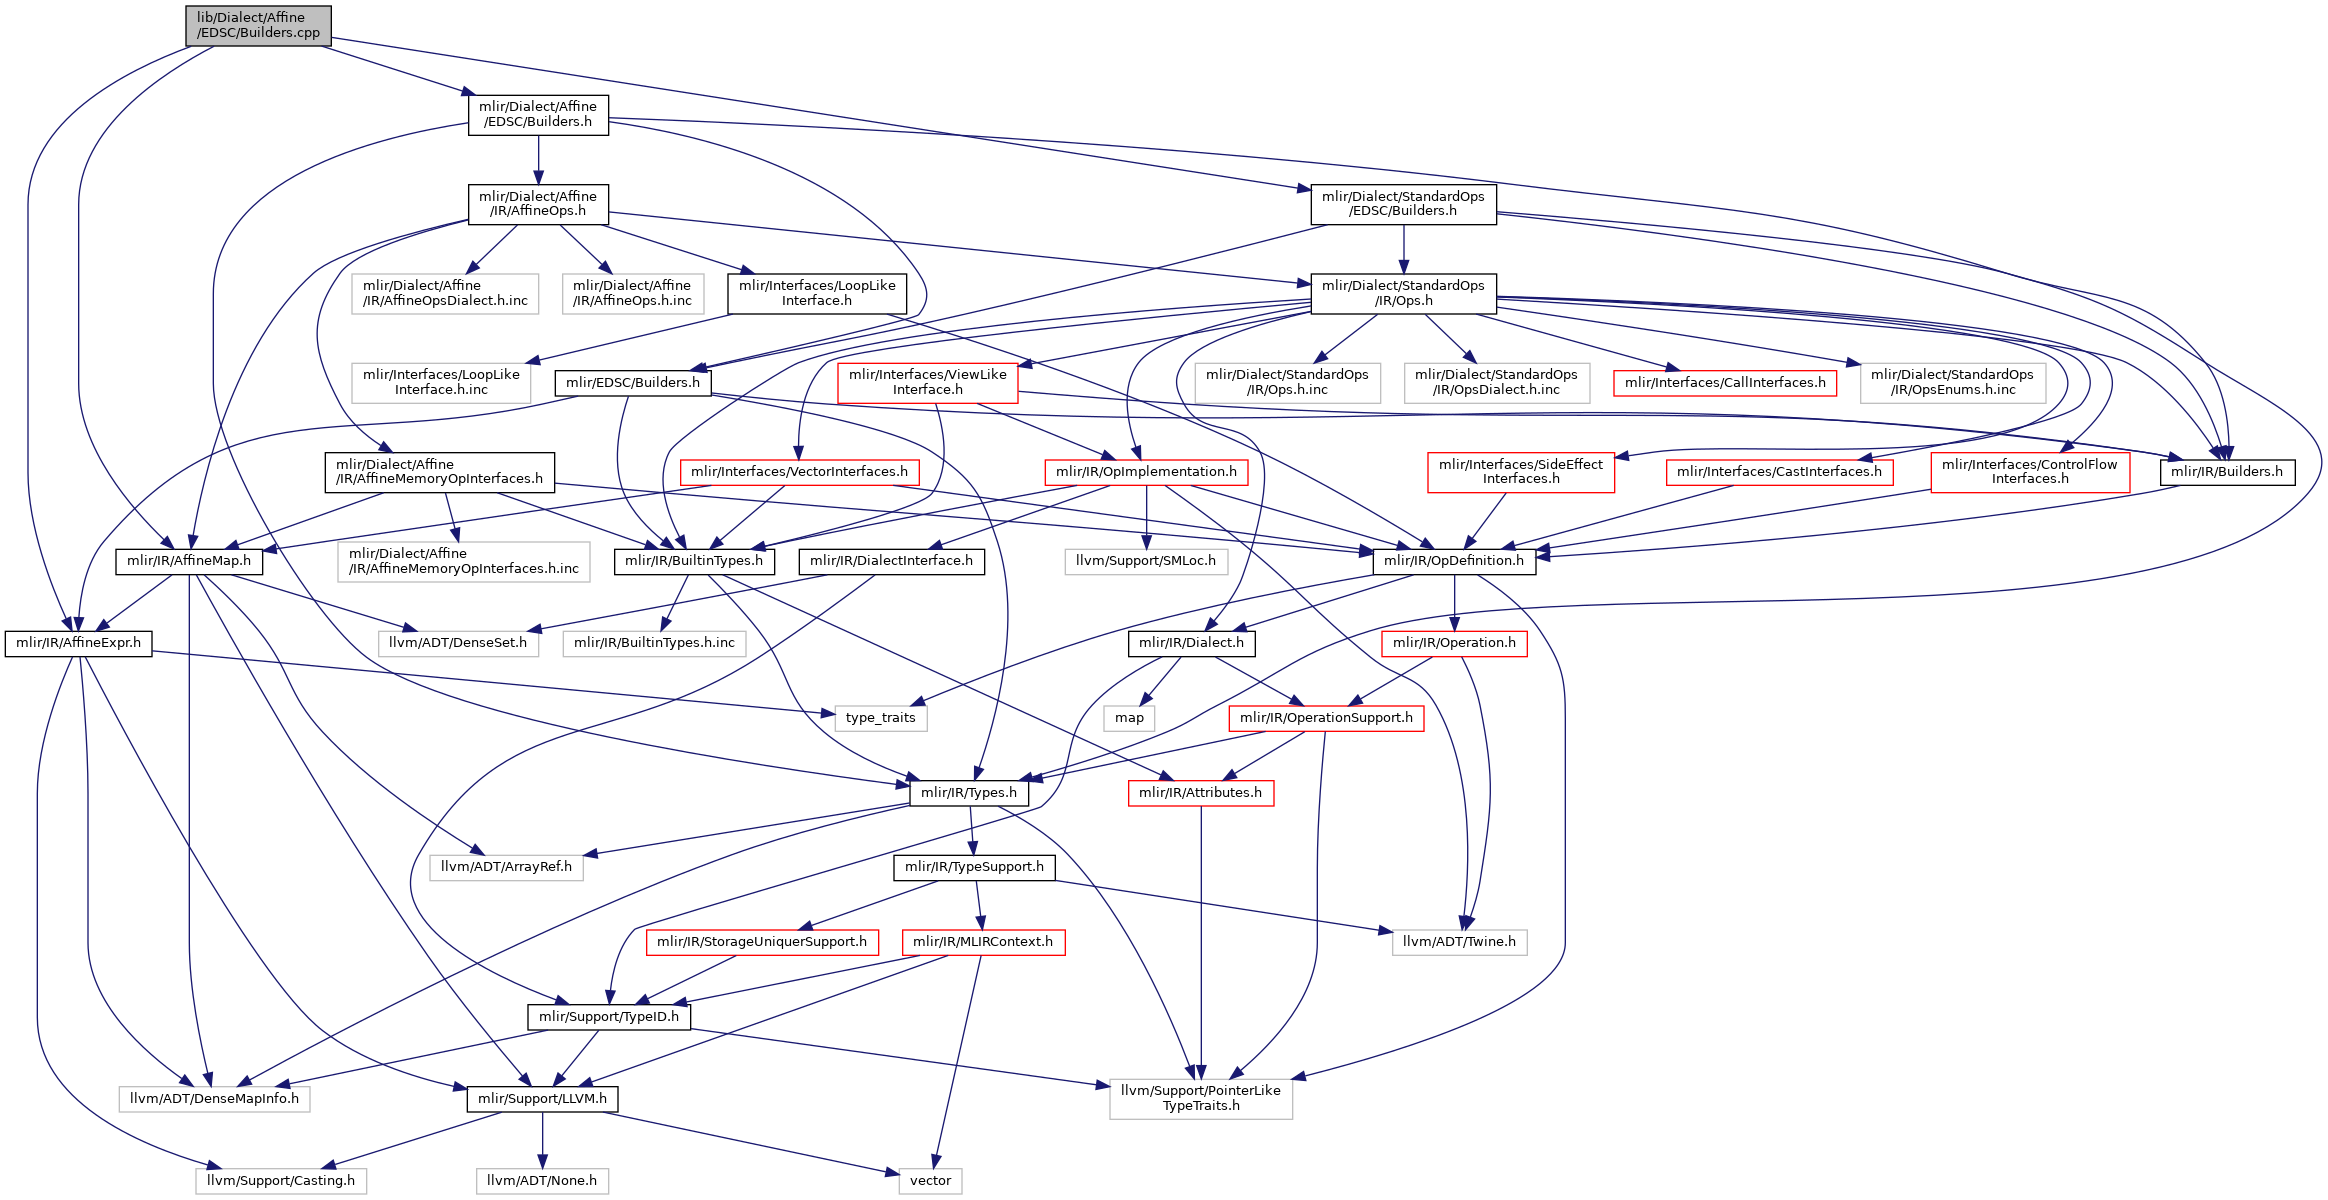 lib/Dialect/Affine
/EDSC/Builders.cpp
mlir/Dialect/Affine
/EDSC/Builders.h
mlir/Dialect/Affine
/IR/AffineOps.h
mlir/Dialect/StandardOps
/EDSC/Builders.h
mlir/Dialect/Affine
/IR/AffineOpsDialect.h.inc
mlir/Dialect/Affine
/IR/AffineOps.h.inc
mlir/Interfaces/LoopLike
Interface.h
mlir/Dialect/StandardOps
/IR/Ops.h
mlir/Interfaces/LoopLike
Interface.h.inc
mlir/EDSC/Builders.h
mlir/Interfaces/ViewLike
Interface.h
mlir/Dialect/StandardOps
/IR/Ops.h.inc
mlir/Dialect/StandardOps
/IR/OpsDialect.h.inc
mlir/Interfaces/CallInterfaces.h
mlir/Dialect/StandardOps
/IR/OpsEnums.h.inc
mlir/Dialect/Affine
/IR/AffineMemoryOpInterfaces.h
mlir/Interfaces/VectorInterfaces.h
mlir/IR/OpImplementation.h
mlir/Interfaces/SideEffect
Interfaces.h
mlir/Interfaces/CastInterfaces.h
mlir/Interfaces/ControlFlow
Interfaces.h
mlir/IR/Builders.h
mlir/IR/AffineMap.h
mlir/Dialect/Affine
/IR/AffineMemoryOpInterfaces.h.inc
mlir/IR/BuiltinTypes.h
mlir/IR/DialectInterface.h
llvm/Support/SMLoc.h
mlir/IR/OpDefinition.h
mlir/IR/AffineExpr.h
llvm/ADT/DenseSet.h
mlir/IR/BuiltinTypes.h.inc
mlir/IR/Dialect.h
mlir/IR/Operation.h
type_traits
map
mlir/IR/OperationSupport.h
mlir/IR/Types.h
mlir/IR/Attributes.h
llvm/ADT/ArrayRef.h
mlir/IR/TypeSupport.h
mlir/IR/StorageUniquerSupport.h
mlir/IR/MLIRContext.h
llvm/ADT/Twine.h
mlir/Support/TypeID.h
llvm/ADT/DenseMapInfo.h
mlir/Support/LLVM.h
llvm/Support/PointerLike
TypeTraits.h
llvm/Support/Casting.h
llvm/ADT/None.h
vector